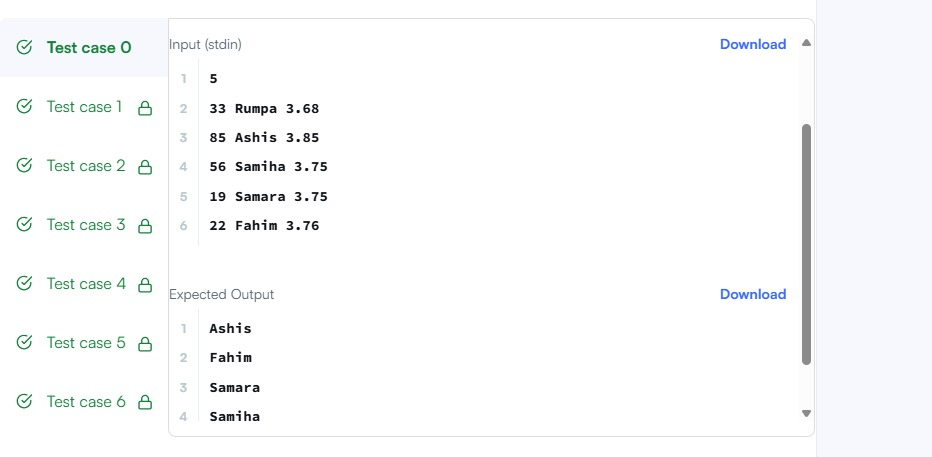 Test case 0
Test case 1
Test case 2
Test case 3
Test case 4
Test case 5
Test case 6
Input (stdin)
Download
1 5
2 33 Rumpa 3.68
3 85 Ashis 3.85
4 56 Samiha 3.75
5 19 Samara 3.75
6 22 Fahim 3.76
Expected Output
Download
1 Ashis
2 Fahim
3 Samara
4 Samiha